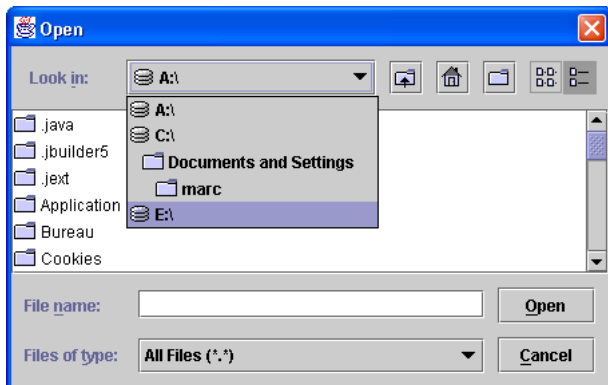 Open
Look in: A:\
A:\
C:\
Documents and Settings
marc
E:\
.java
.jbuilder5
.jext
Application
Bureau
Cookies
File name: Open
Files of type: All Files (*.*) Cancel